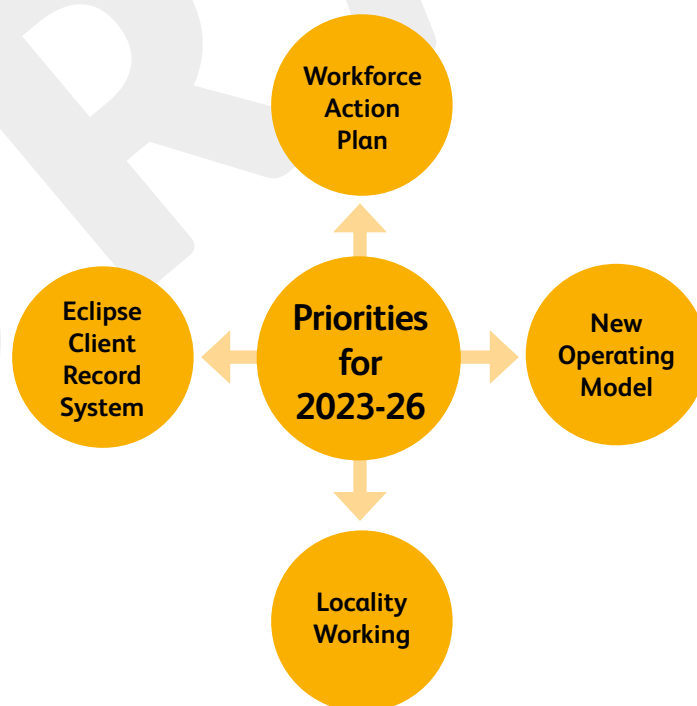 Workforce
Action
Plan
Eclipse
Client
Record
System
Priorities
for
2023-26
New
Operating
Model
Locality
Working